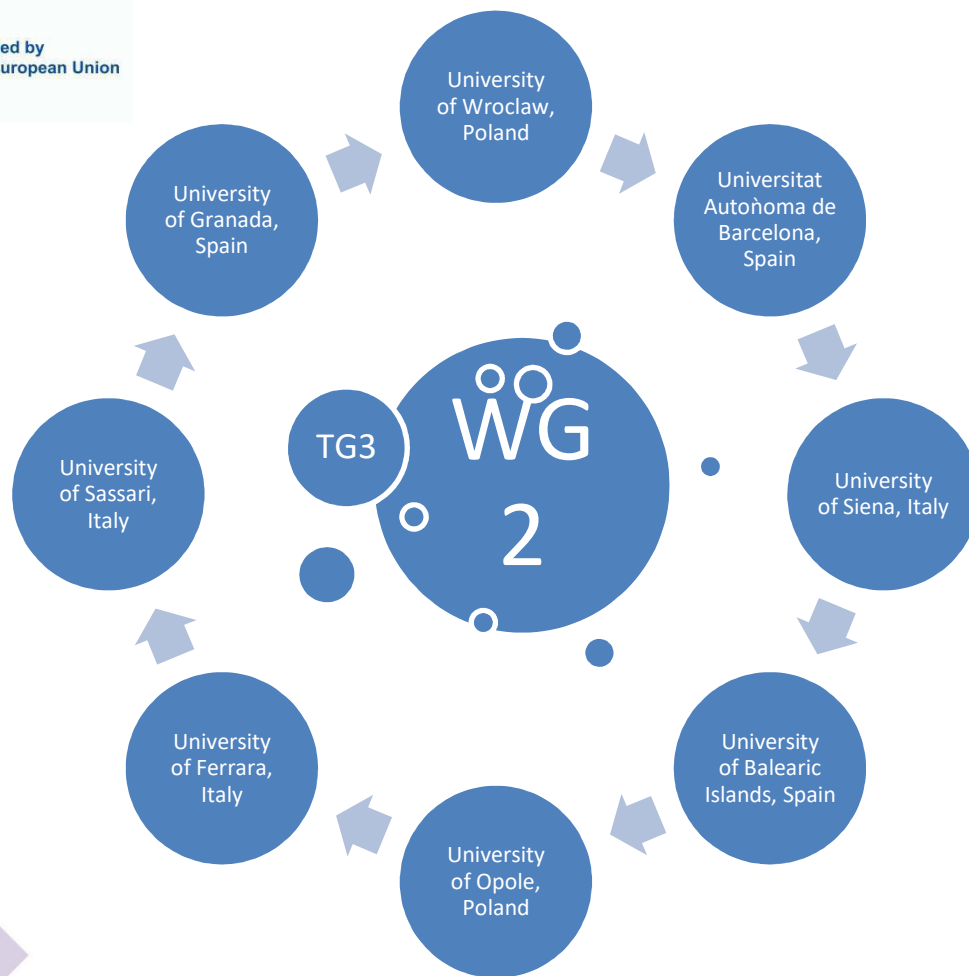 ed by
uropean Union
University
of Wroclaw,
Poland
Universitat
Autònoma de
Barcelona,
Spain
University
of Siena, Italy
University
of Balearic
Islands, Spain
University
of Opole,
Poland
University
of Ferrara,
Italy
University
of Sassari,
Italy
University
of Granada,
Spain
TG3
WG
2